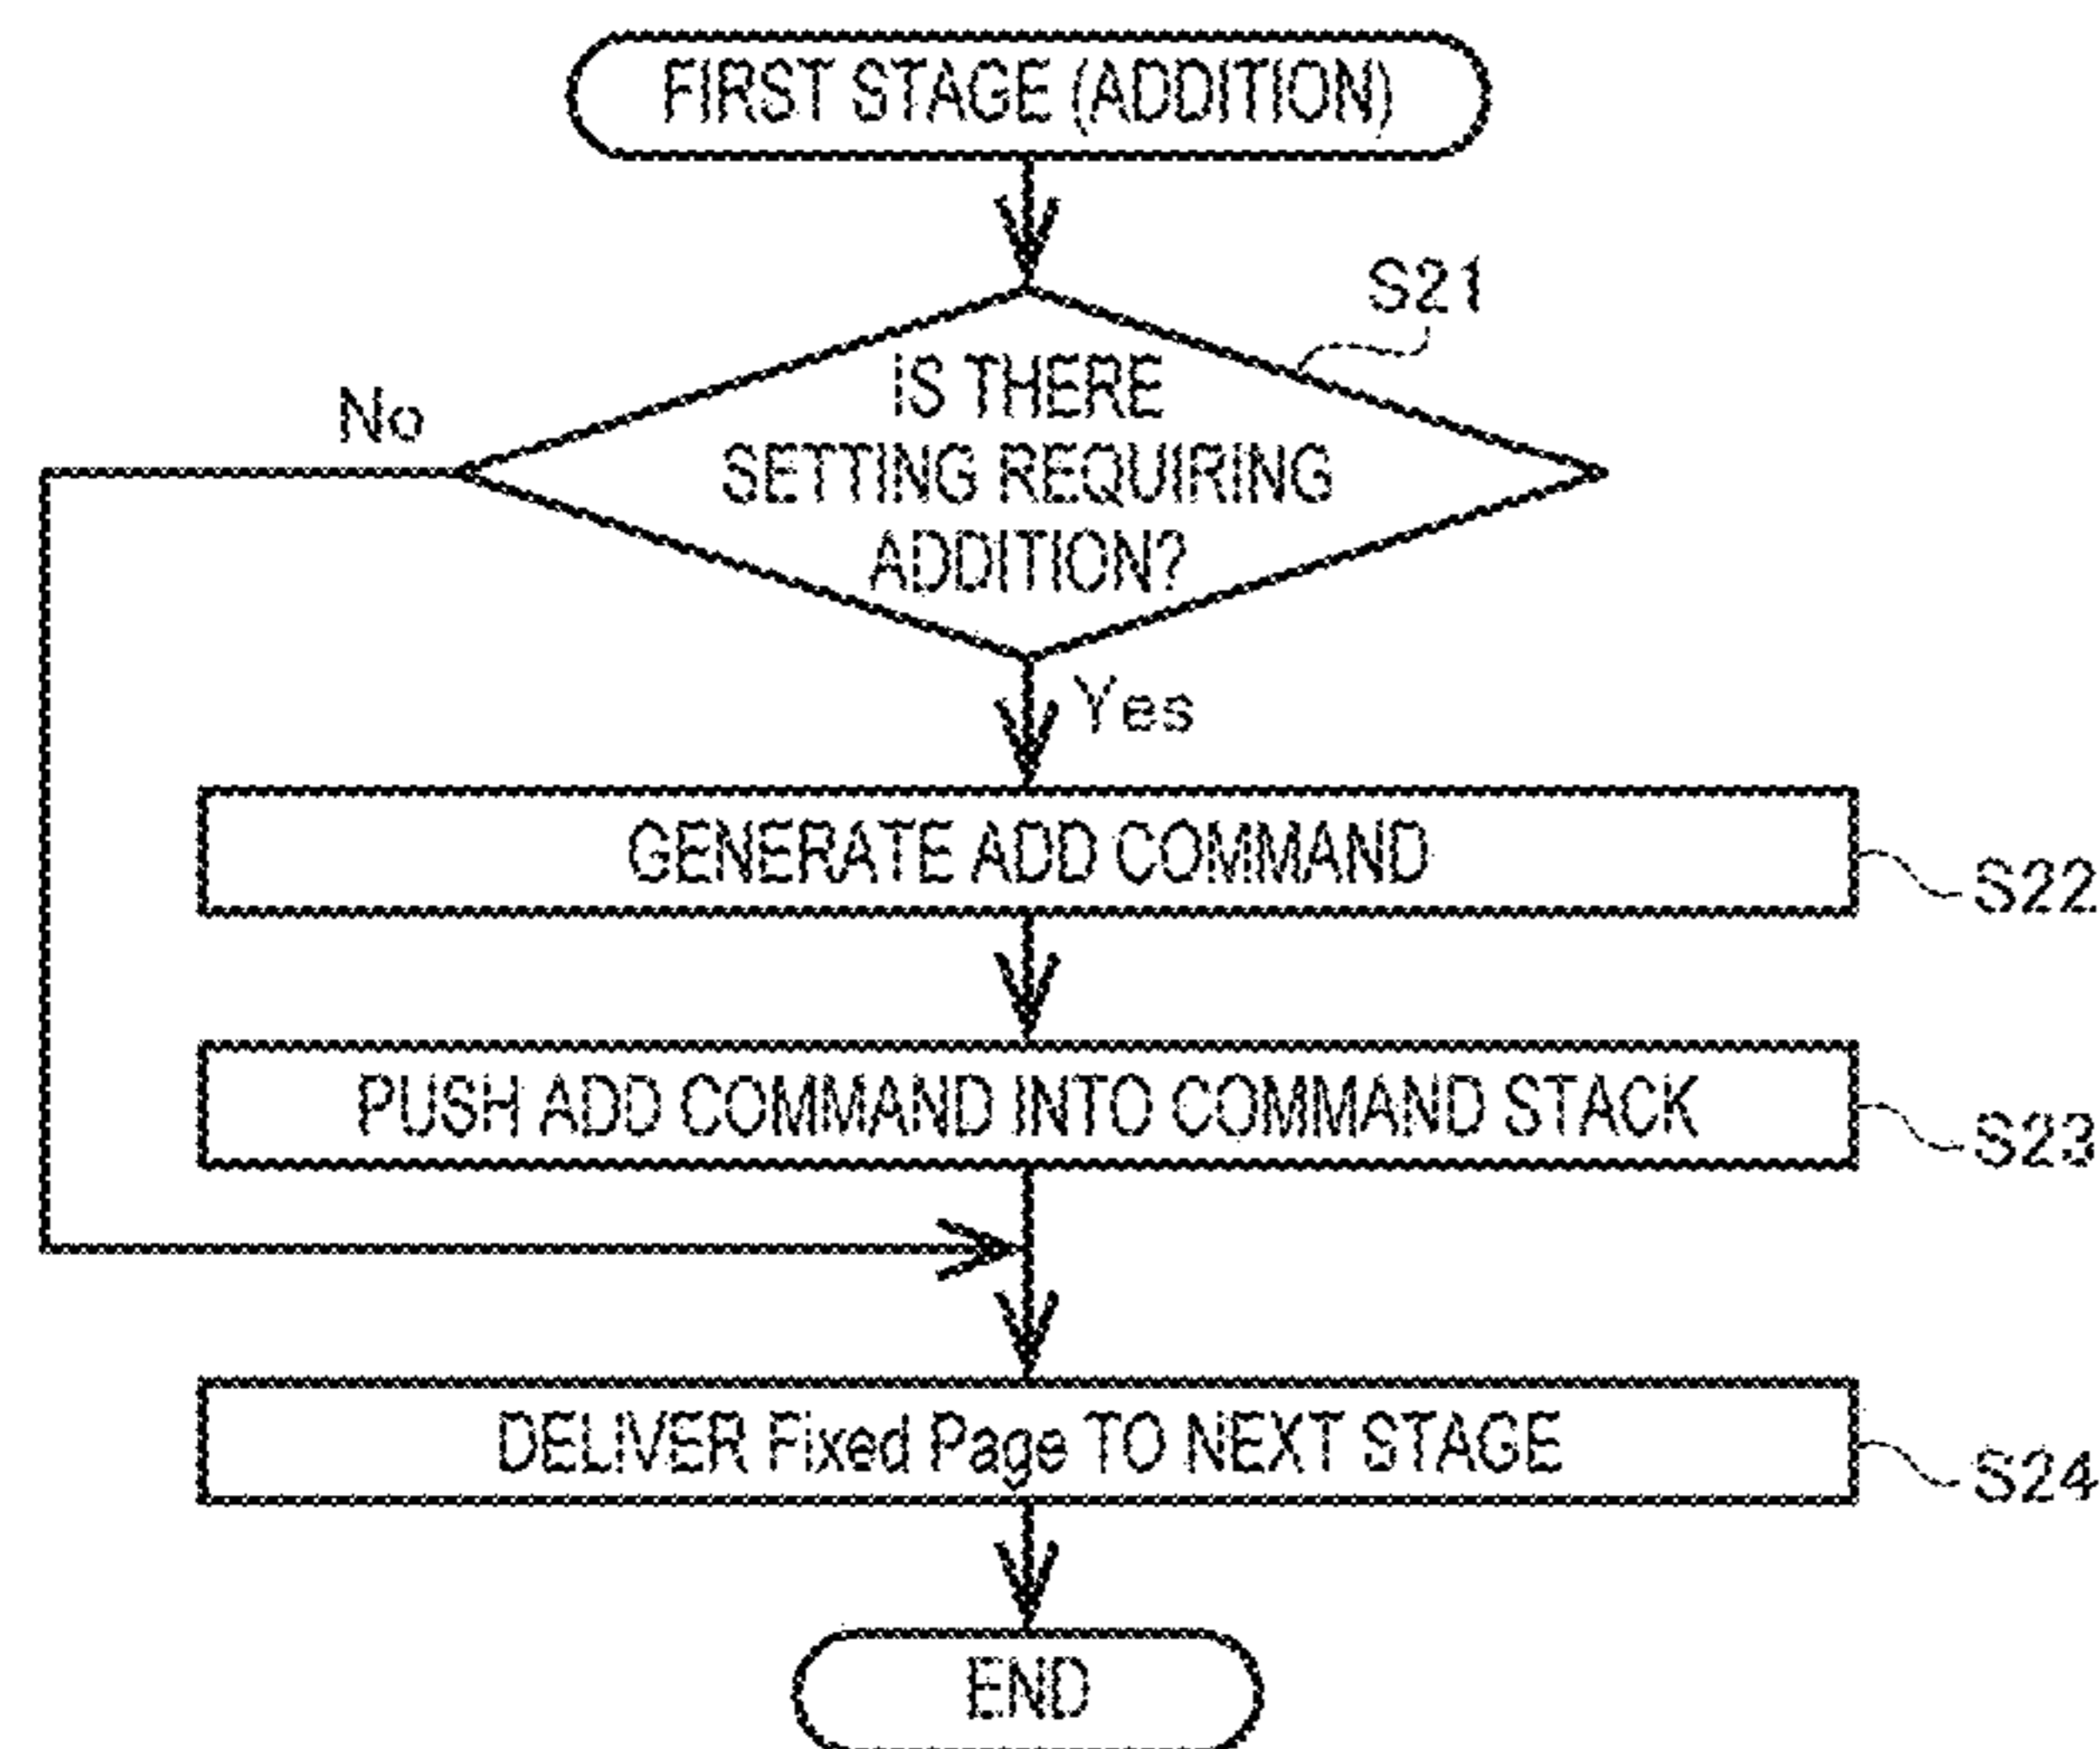 FIRST STAGE (ADDITION)
S21
No
IS THERE
SETTING REQUIRING
ADDITION?
Yes
GENERATE ADD COMMAND
S22
PUSH ADD COMMAND INTO COMMAND STACK
S23
DELIVER Fixed Page TO NEXT STAGE
S24
END